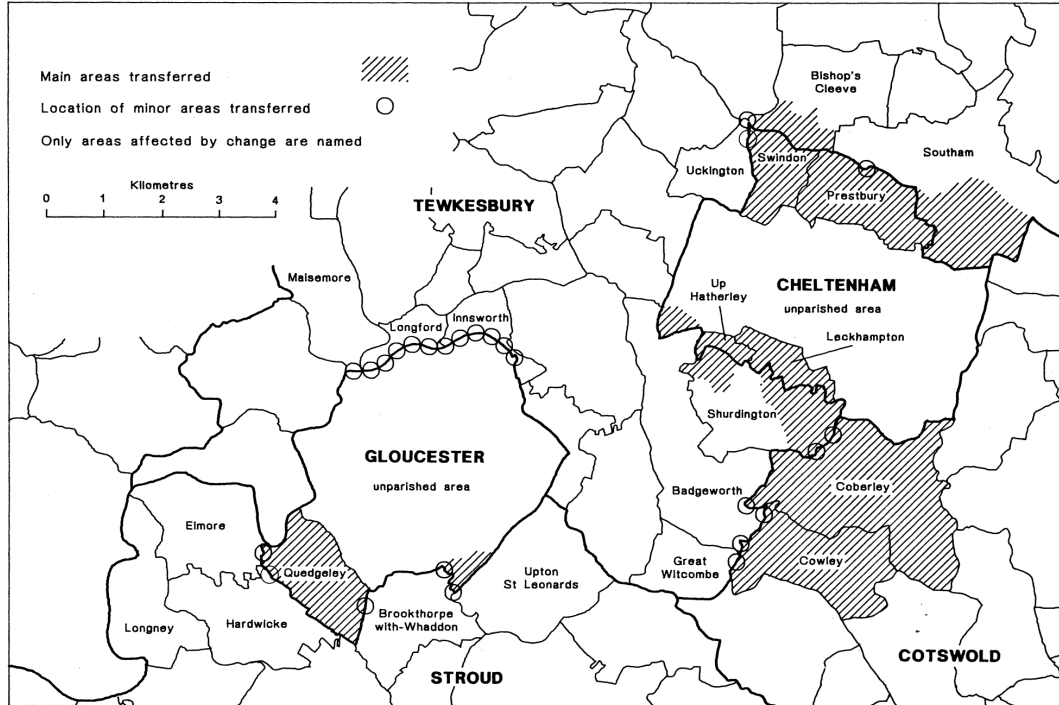 Main areas transferred
Location of minor areas transferred
Only areas affected by change are named
Kilometres
0 1 2 3 4
Bishop's
Cleeve
Uckington
Swindon
Southam
Prestbury
TEWKESBURY
Maisemore
Longford
Innsworth
Up
Hatherley
CHELTENHAM
unparished area
Leckhampton
Shurdington
GLOUCESTER
unparished area
Badgeworth
Coberley
Elmore
Quedgeley
Upton
St Leonards
Great
Witcombe
Cowley
Longney
Hardwicke
Brookthorpe
with-Whaddon
STROUD
COTSWOLD